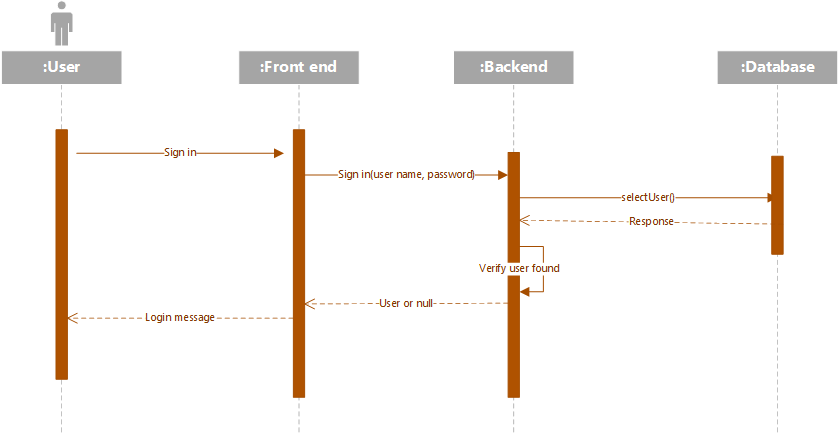 :User
:Front end
:Backend
:Database
Sign in
Sign in(user name, password)
selectUser()
Response
Verify user found
User or null
Login message